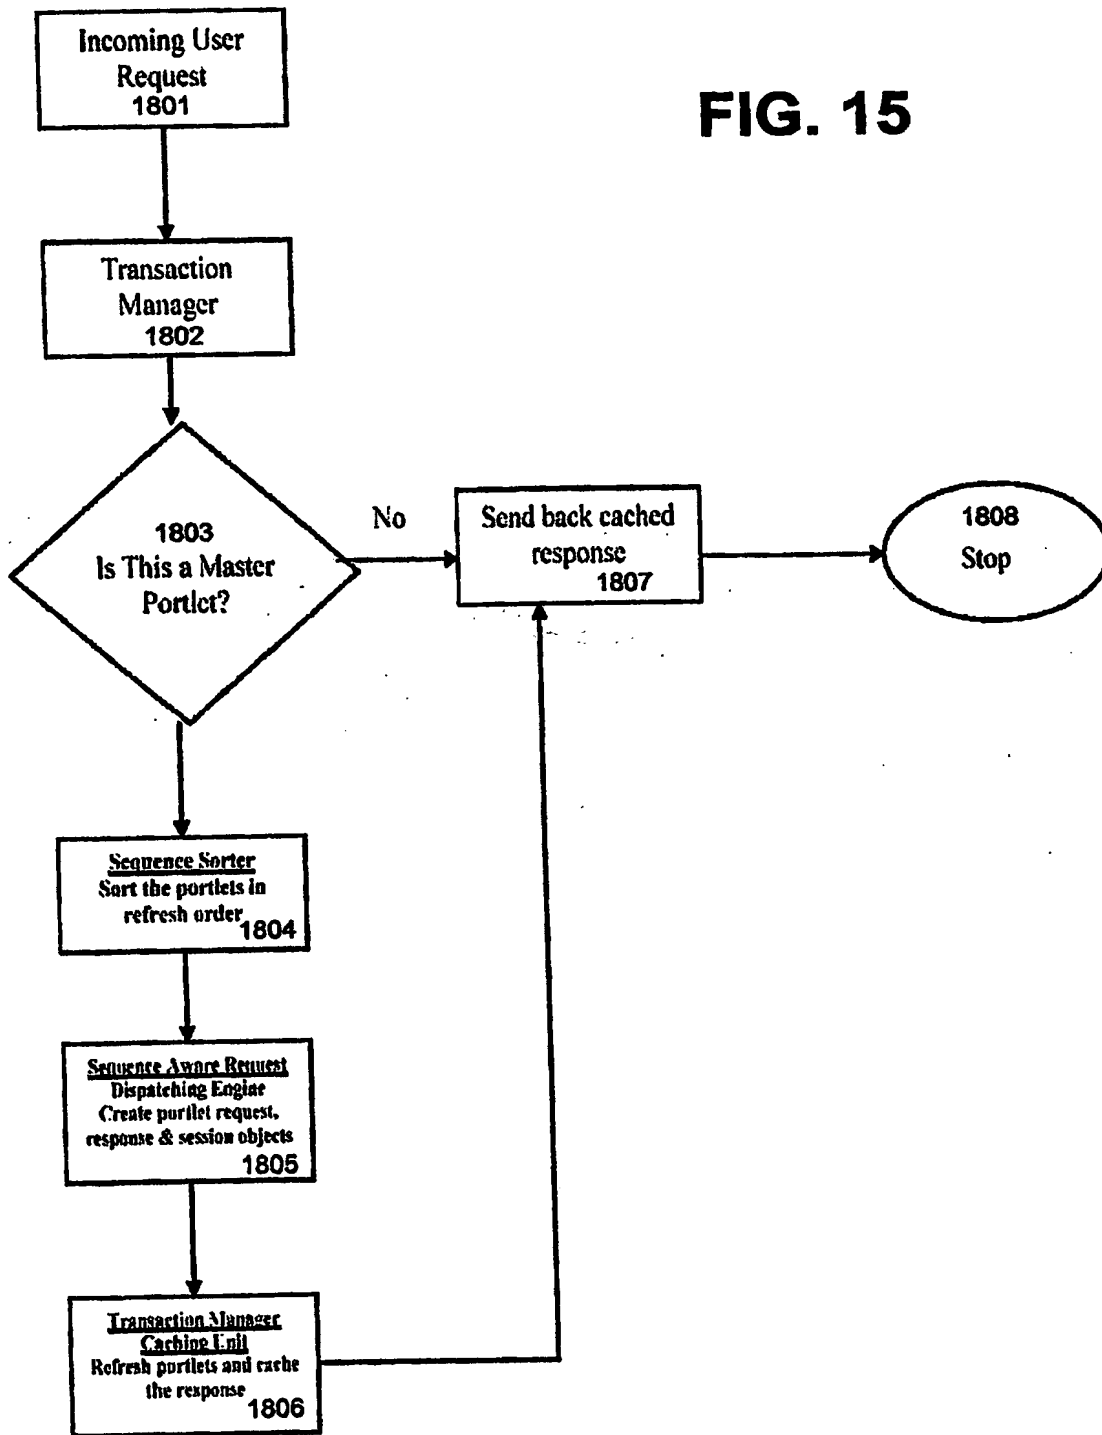 Incoming User
Request
1801
FIG. 15
Transaction
Manager
1802
1803
Is This a Master
Portlet?
No
Send back cached
response
1807
1808
Stop
Sequence Sorter
Sort the portlets in
refresh order
1804
Sequence Aware Request
Dispatching Engine
Create portlet request,
response & session objects
1805
Transaction Manager
Caching Unit
Refresh portlets and cache
the response
1806